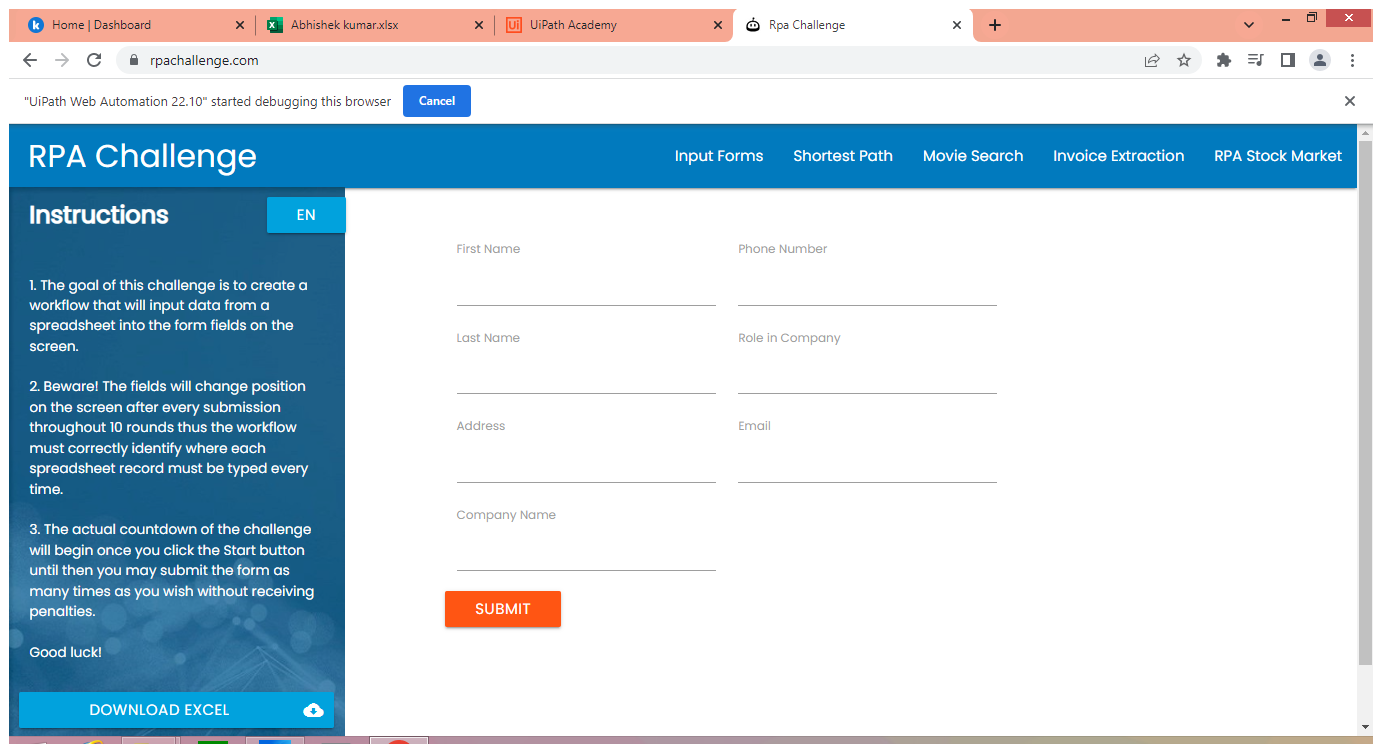 Home | Dashboard
Abhishek kumar.xlsx
UiPath Academy
Rpa Challenge
rpachallenge.com
"UiPath Web Automation 22.10" started debugging this browser
Cancel
RPA Challenge
Input Forms
Shortest Path
Movie Search
Invoice Extraction
RPA Stock Market
Instructions
EN
1. The goal of this challenge is to create a
workflow that will input data from a
spreadsheet into the form fields on the
screen.
2. Beware! The fields will change position
on the screen after every submission
throughout 10 rounds thus the workflow
must correctly identify where each
spreadsheet record must be typed every
time.
3. The actual countdown of the challenge
will begin once you click the Start button
until then you may submit the form as
many times as you wish without receiving
penalties.
Good luck!
DOWNLOAD EXCEL
First Name
Phone Number
Last Name
Role in Company
Address
Email
Company Name
SUBMIT